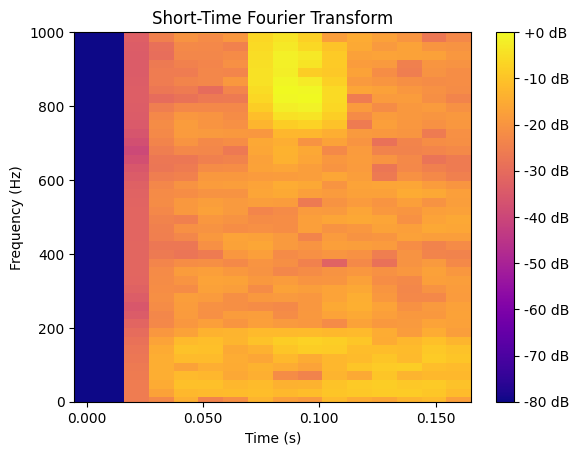 Short-Time Fourier Transform
1000
800
600
400
200
0
Frequency (Hz)
0.000
0.050
0.100
0.150
Time (s)
+0 dB
-10 dB
-20 dB
-30 dB
-40 dB
-50 dB
-60 dB
-70 dB
-80 dB